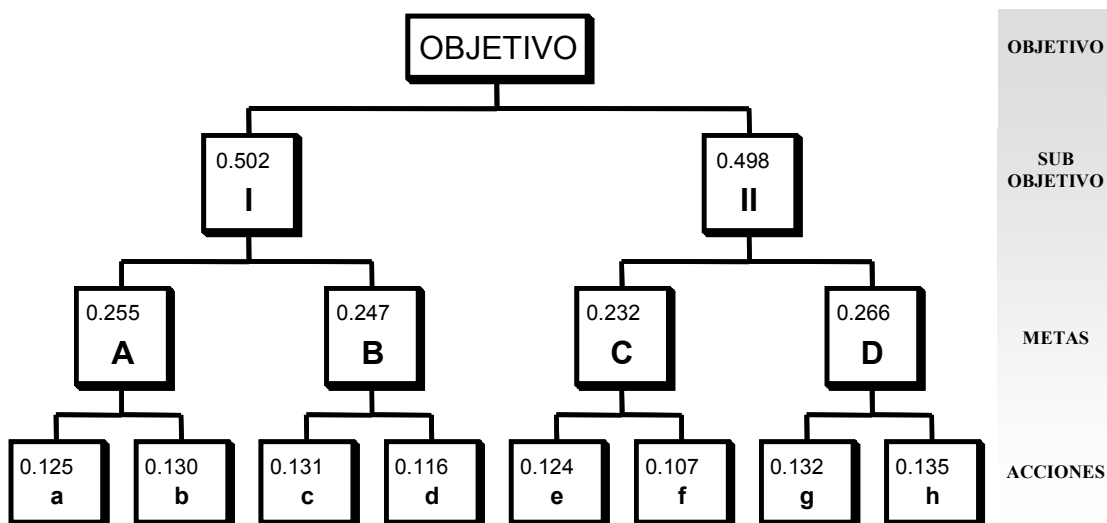 OBJETIVO
OBJETIVO
0.502
I
0.498
II
SUB
OBJETIVO
0.255
A
0.247
B
0.232
C
0.266
D
METAS
0.125
a
0.130
b
0.131
c
0.116
d
0.124
e
0.107
f
0.132
g
0.135
h
ACCIONES